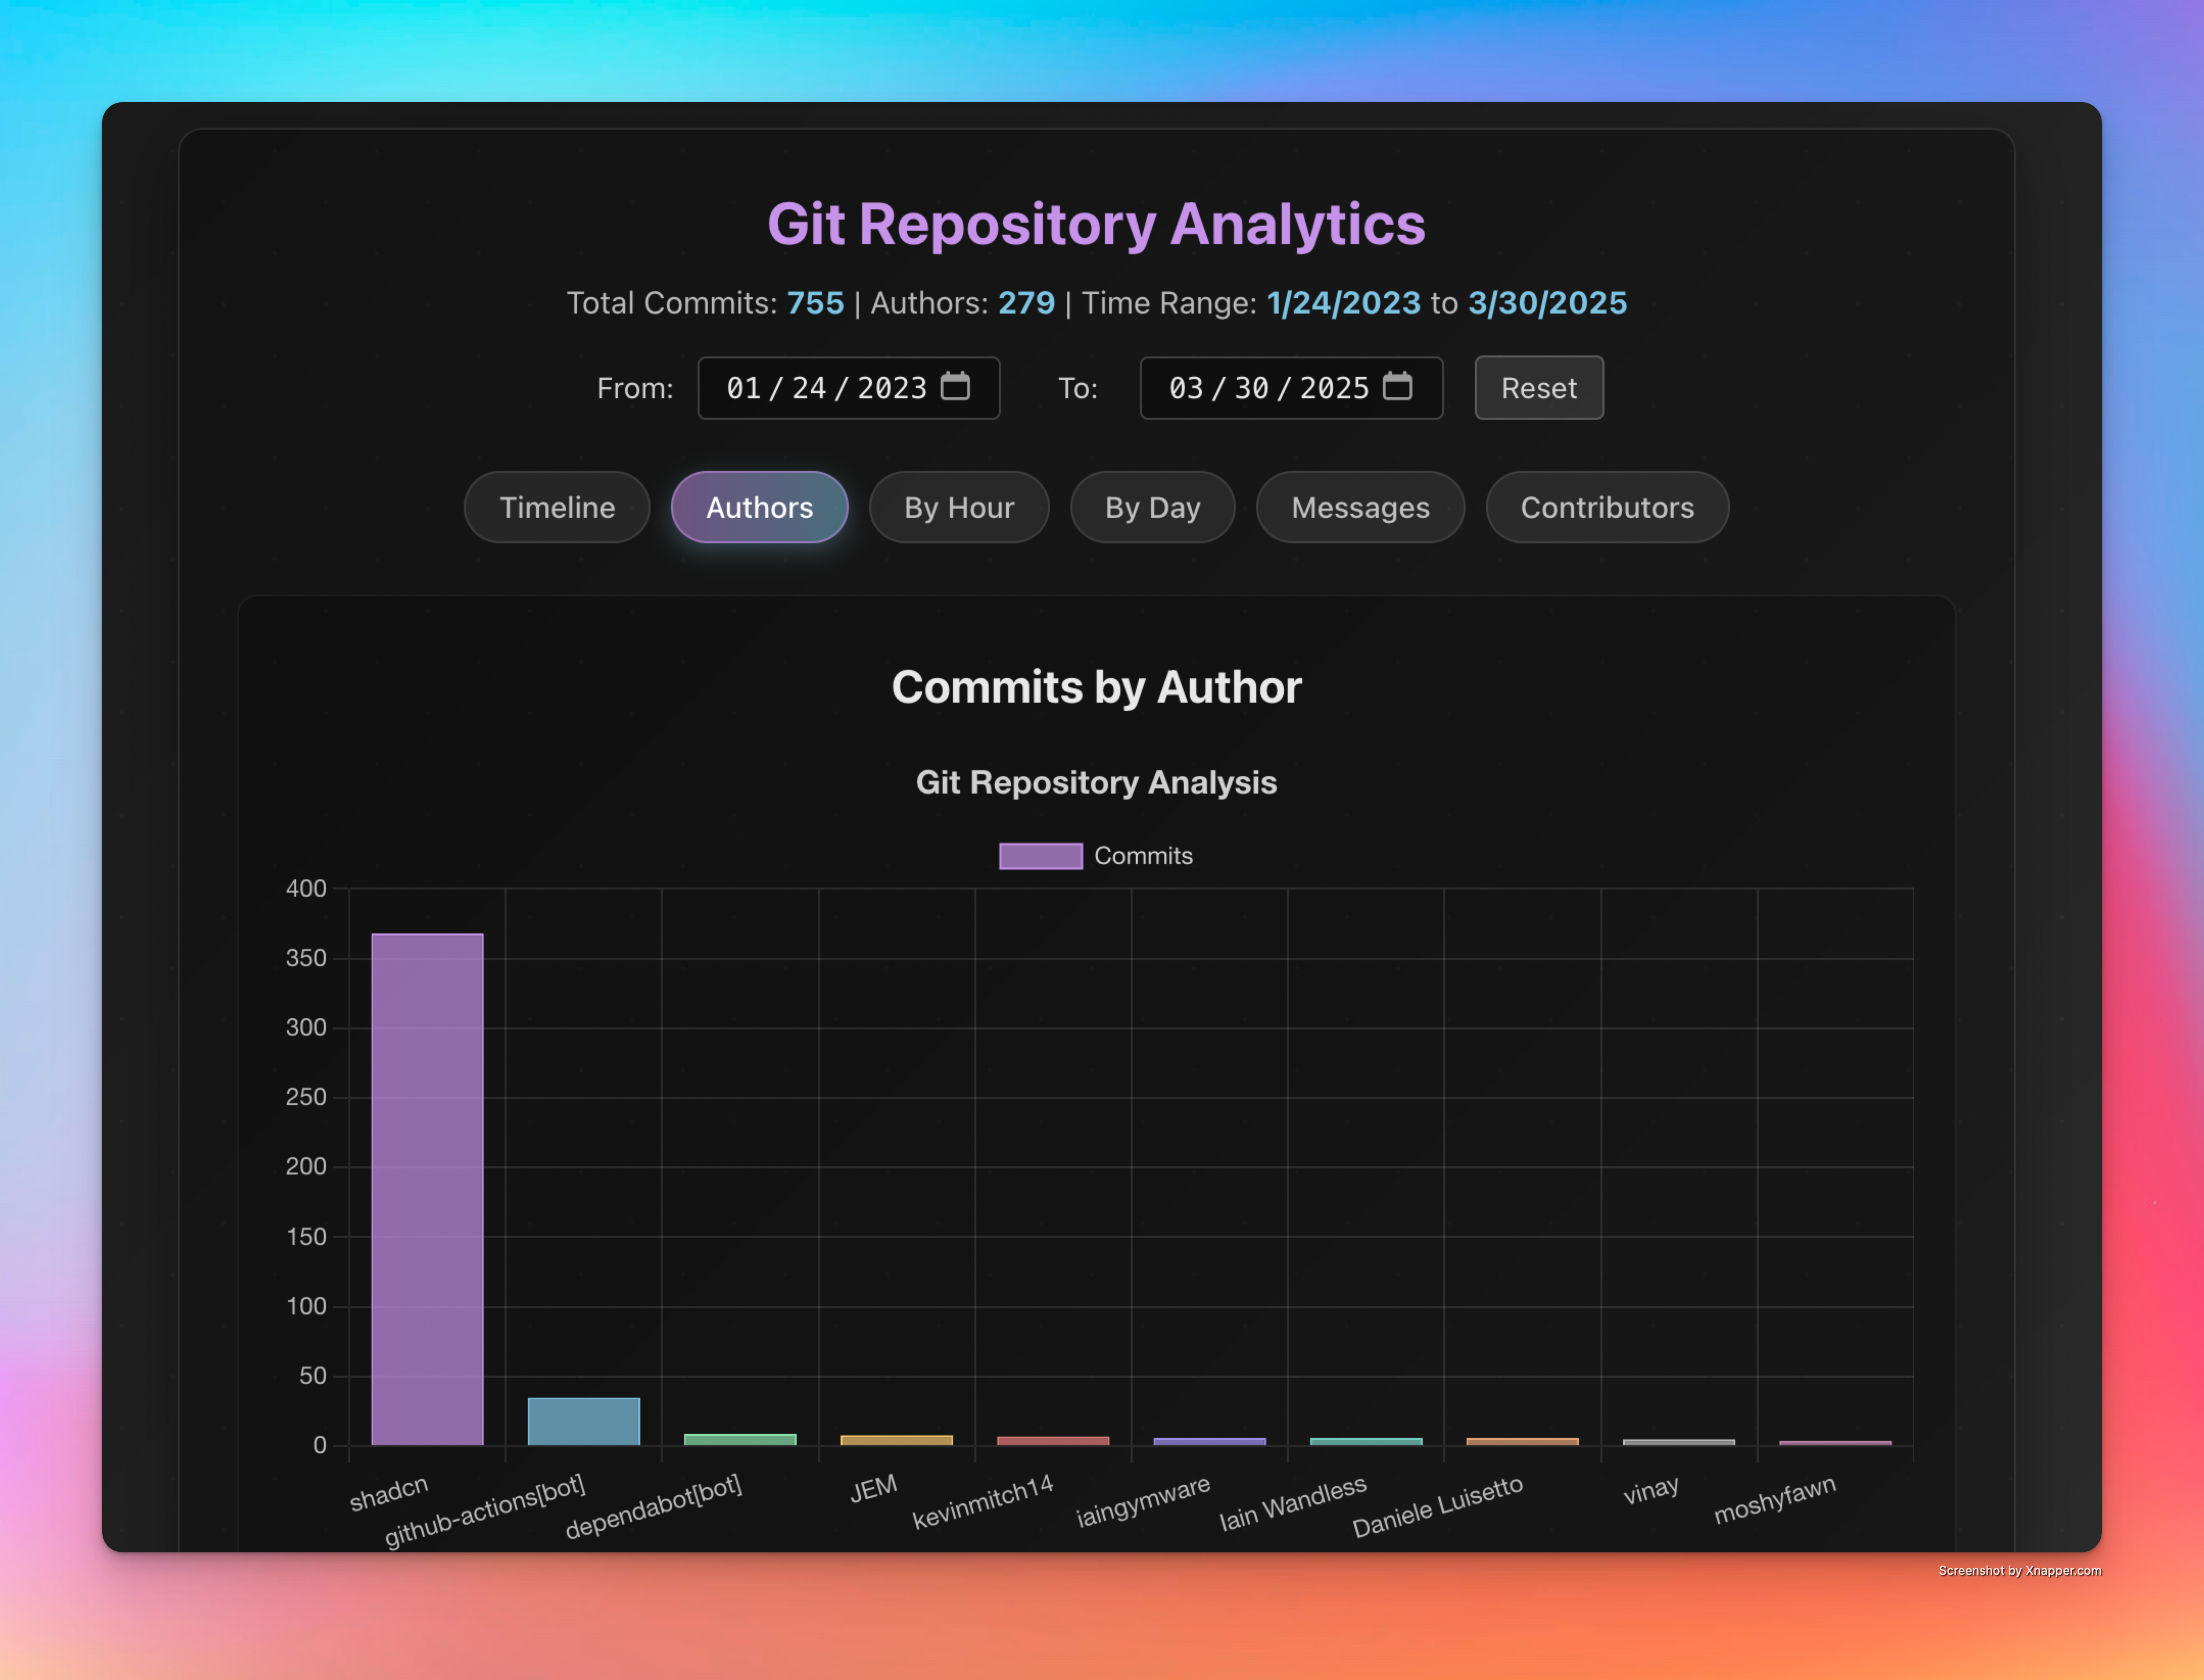 Git Repository Analytics
Total Commits: 755 | Authors: 279 | Time Range: 1/24/2023 to 3/30/2025
From: 01/24/2023 To: 03/30/2025 Reset
Timeline Authors By Hour By Day Messages Contributors
Commits by Author
Git Repository Analysis
Commits
400
350
300
250
200
150
100
50
0
shadcn github-actions[bot] dependabot[bot] JEM kevinmitch14 iaingymware Iain Wandless Daniele Luisetto vinay moshyfawn
Screenshot by Xnapper.com